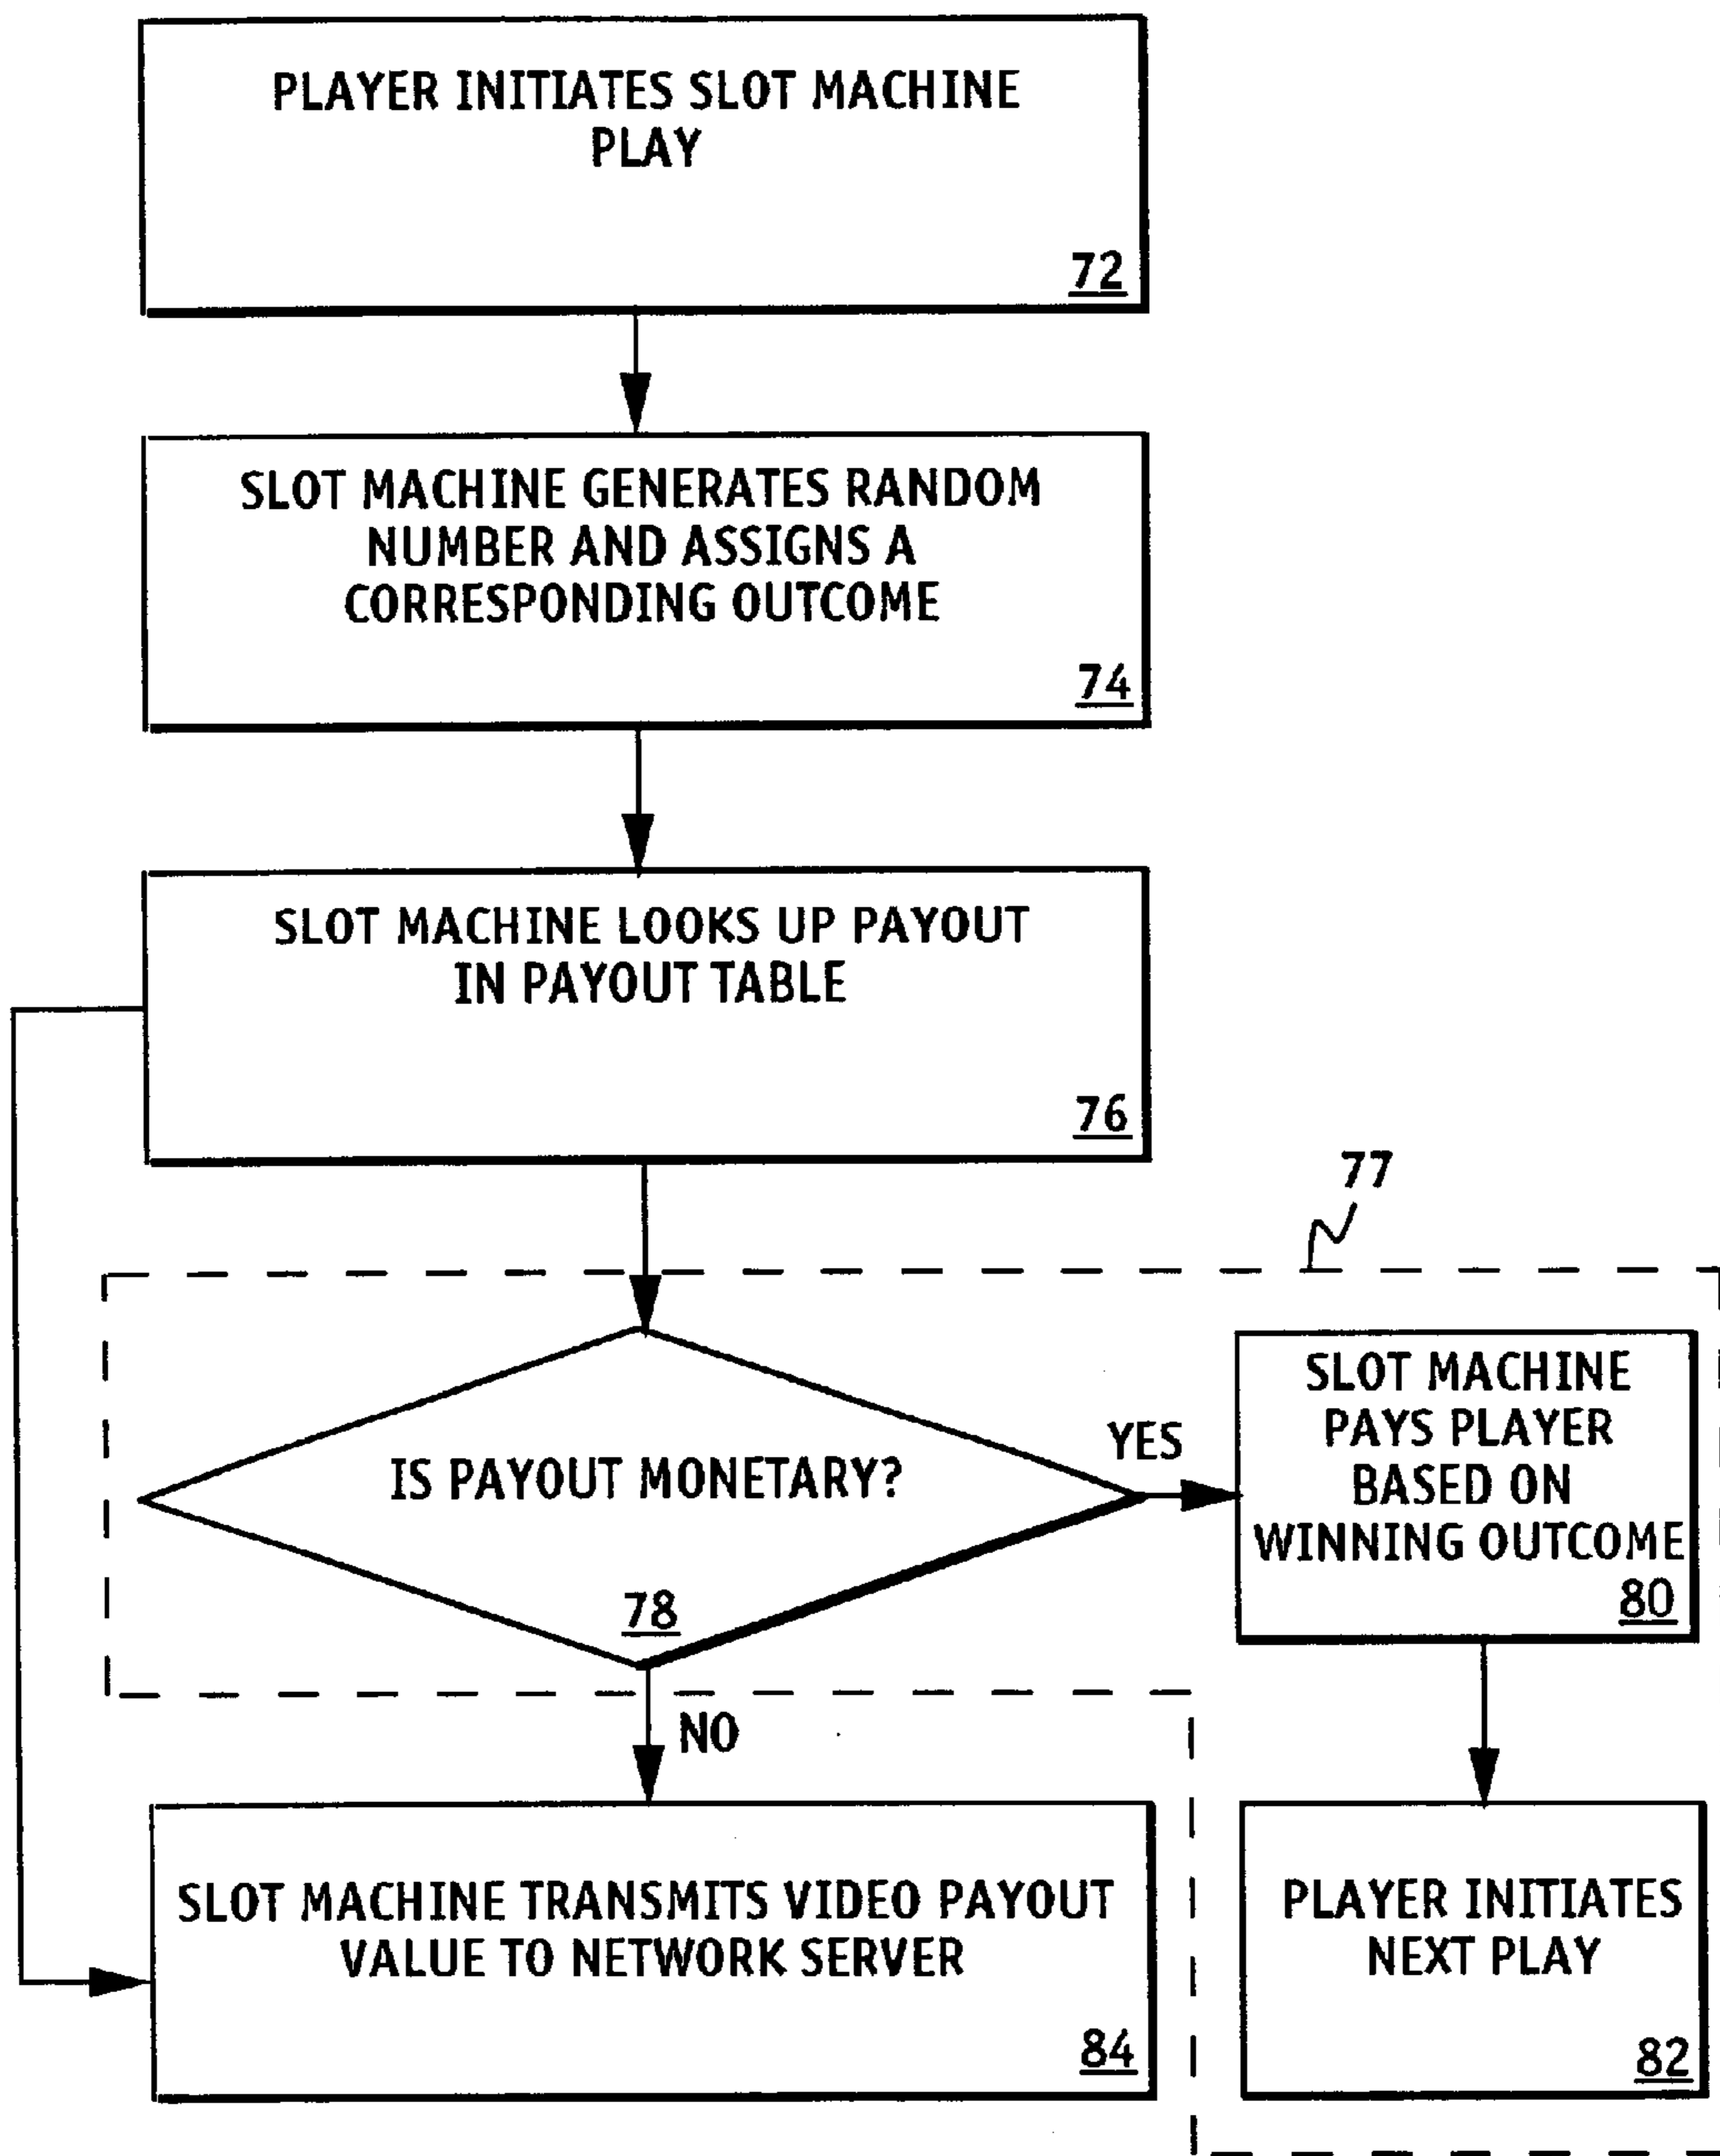 PLAYER INITIATES SLOT MACHINE
PLAY
72
SLOT MACHINE GENERATES RANDOM
NUMBER AND ASSIGNS A
CORRESPONDING OUTCOME
74
SLOT MACHINE LOOKS UP PAYOUT
IN PAYOUT TABLE
76
77
IS PAYOUT MONETARY?
78
YES
SLOT MACHINE
PAYS PLAYER
BASED ON
WINNING OUTCOME
80
NO
SLOT MACHINE TRANSMITS VIDEO PAYOUT
VALUE TO NETWORK SERVER
84
PLAYER INITIATES
NEXT PLAY
82